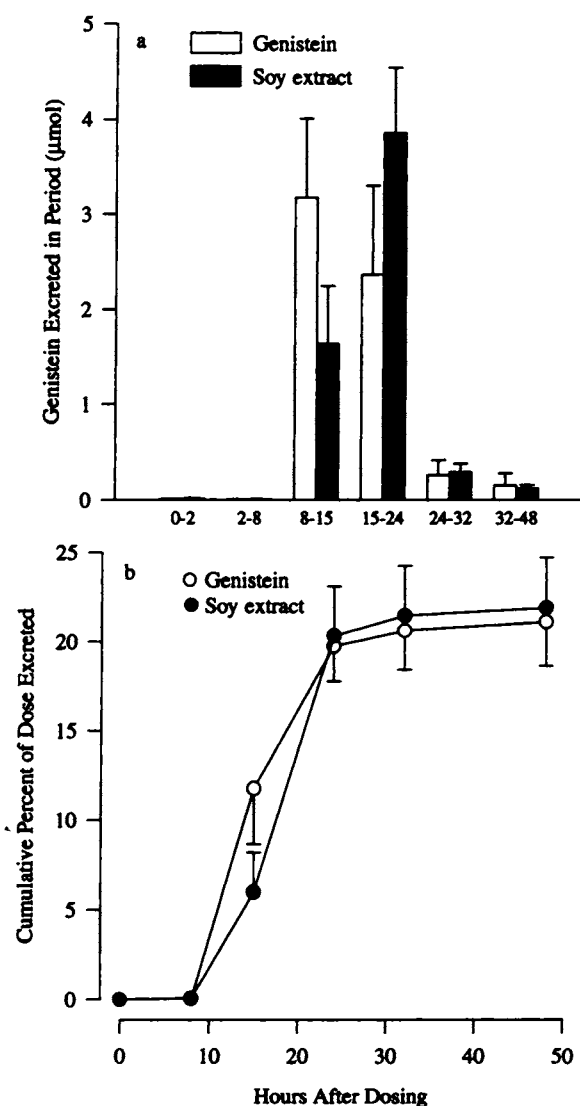 a
Genistein
Soy extract
Genistein Excreted in Period (μmol)
5
4
3
2
1
0
0-2 2-8 8-15 15-24 24-32 32-48
b
Genistein
Soy extract
Cumulative Percent of Dose Excreted
25
20
15
10
5
0
0 10 20 30 40 50
Hours After Dosing